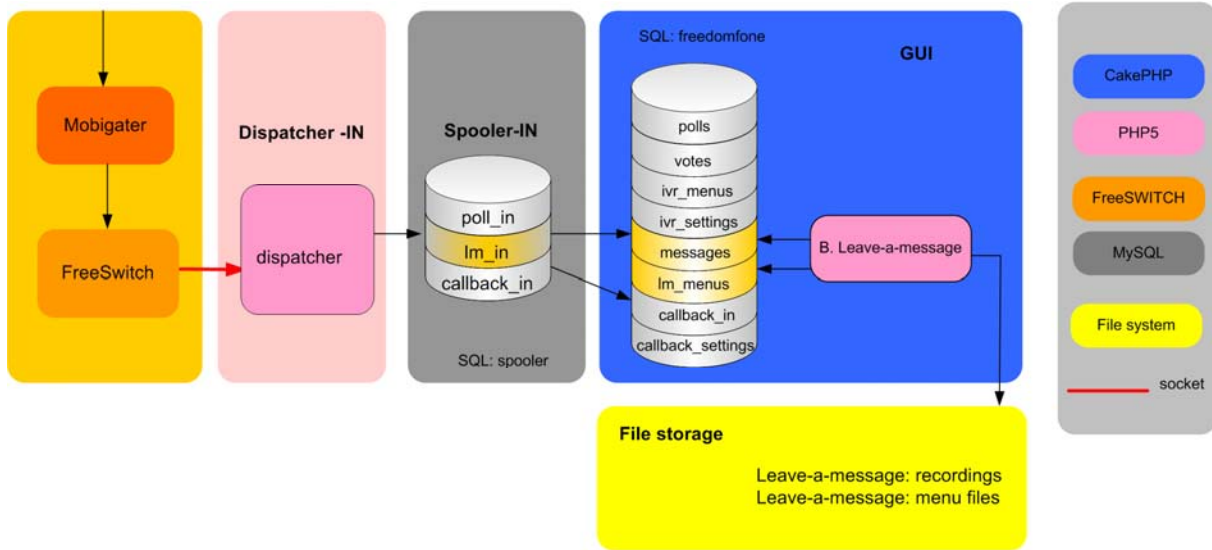 Mobigater
FreeSwitch
Dispatcher -IN
dispatcher
Spooler-IN
poll_in
lm_in
callback_in
SQL: spooler
SQL: freedomfone
GUI
polls
votes
ivr_menus
ivr_settings
messages
lm_menus
callback_in
callback_settings
B. Leave-a-message
File storage
Leave-a-message: recordings
Leave-a-message: menu files
CakePHP
PHP5
FreeSWITCH
MySQL
File system
socket